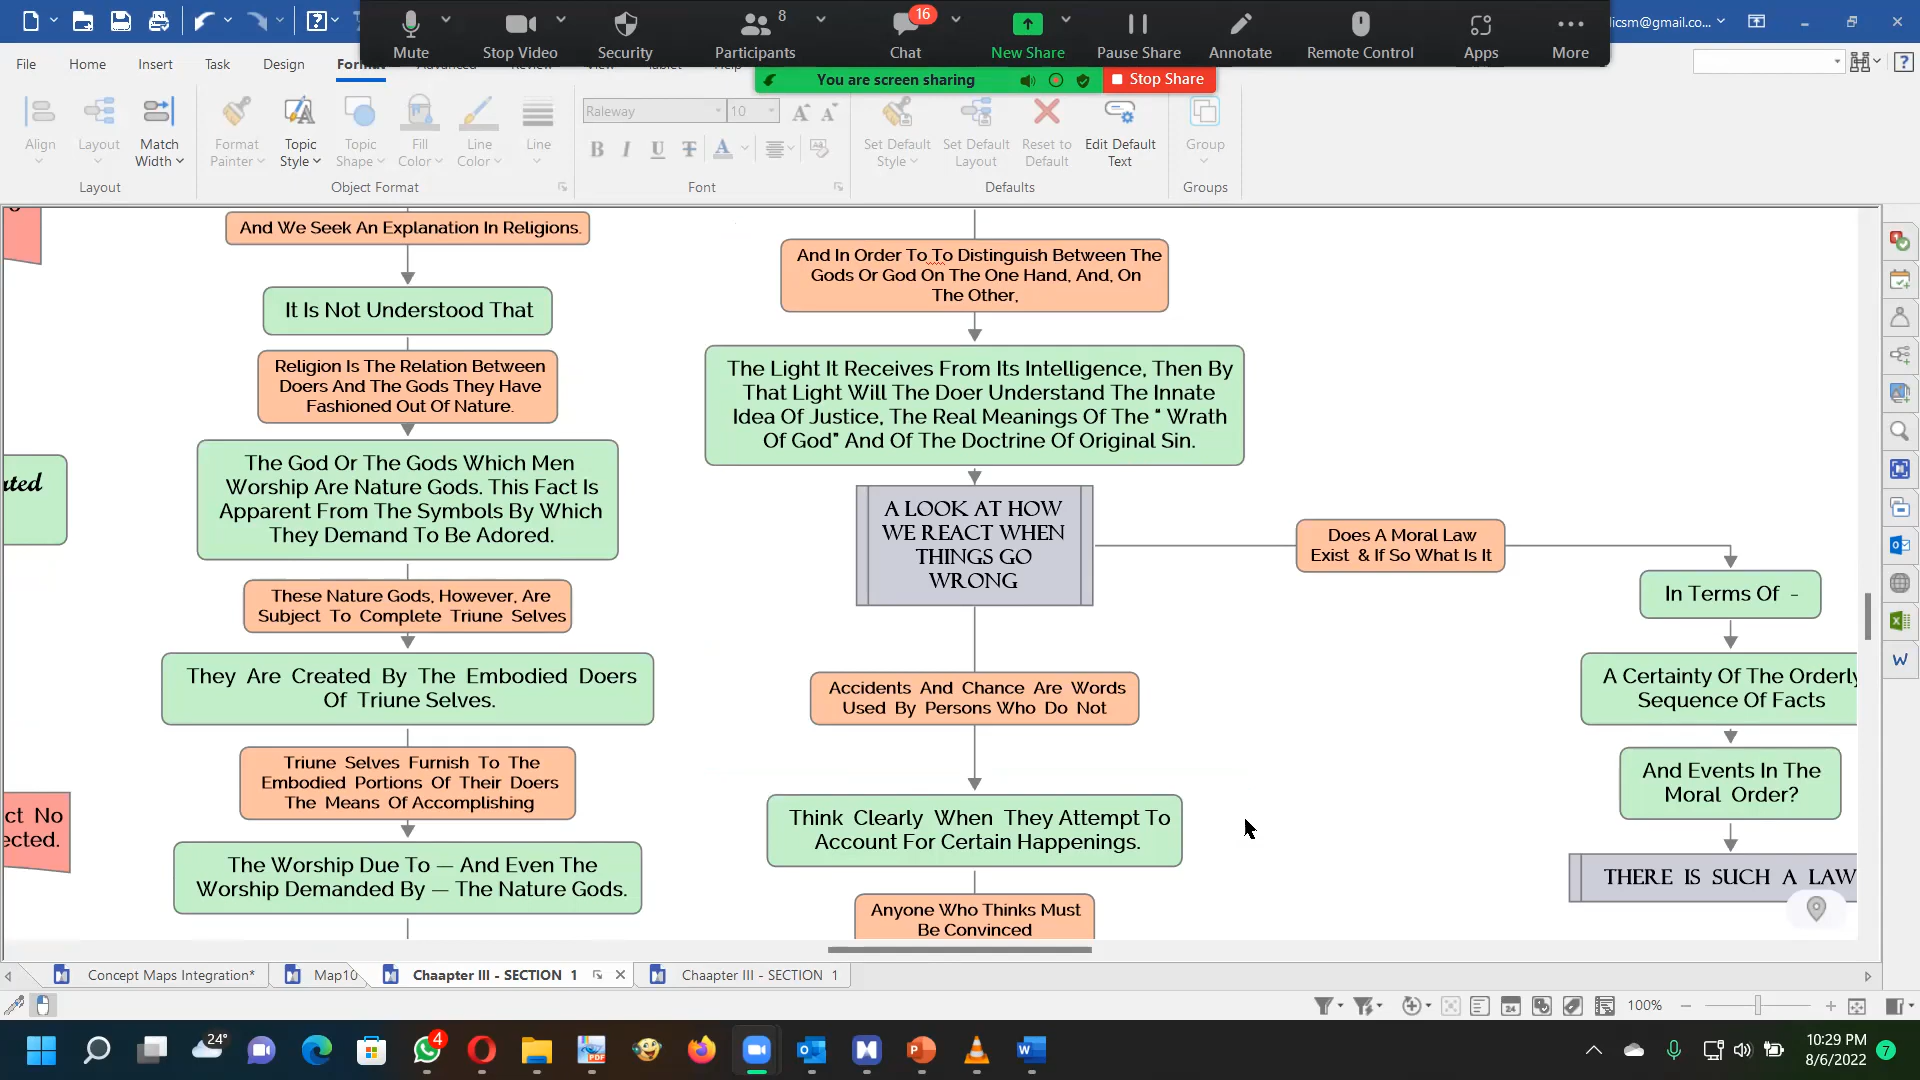 licsm@gmail.co...
Mute
Stop Video
Security
8
Participants
16
Chat
New Share
Pause Share
Annotate
Remote Control
Apps
More
You are screen sharing
Stop Share
File
Home
Insert
Task
Design
Format
Align
Layout
Match
Width
Layout
Format
Painter
Topic
Style
Topic
Shape
Fill
Color
Line
Color
Line
Object Format
Raleway
10
Font
Set Default
Style
Set Default
Layout
Reset to
Default
Edit Default
Text
Defaults
Group
Groups
And We Seek An Explanation In Religions.
It Is Not Understood That
Religion Is The Relation Between
Doers And The Gods They Have
Fashioned Out Of Nature.
The God Or The Gods Which Men
Worship Are Nature Gods. This Fact Is
Apparent From The Symbols By Which
They Demand To Be Adored.
These Nature Gods, However, Are
Subject To Complete Triune Selves
They Are Created By The Embodied Doers
Of Triune Selves.
Triune Selves Furnish To The
Embodied Portions Of Their Doers
The Means Of Accomplishing
The Worship Due To — And Even The
Worship Demanded By — The Nature Gods.
ated
ct No
ected.
And In Order To To Distinguish Between The
Gods Or God On The One Hand, And, On
The Other,
The Light It Receives From Its Intelligence, Then By
That Light Will The Doer Understand The Innate
Idea Of Justice, The Real Meanings Of The “ Wrath
Of God” And Of The Doctrine Of Original Sin.
A LOOK AT HOW
WE REACT WHEN
THINGS GO
WRONG
Accidents And Chance Are Words
Used By Persons Who Do Not
Think Clearly When They Attempt To
Account For Certain Happenings.
Anyone Who Thinks Must
Be Convinced
Does A Moral Law
Exist & If So What Is It
In Terms Of -
A Certainty Of The Orderly
Sequence Of Facts
And Events In The
Moral Order?
THERE IS SUCH A LAW
Concept Maps Integration*
Map10
Chaapter III - SECTION 1
Chaapter III - SECTION 1
100%
24°
4
10:29 PM
8/6/2022
7